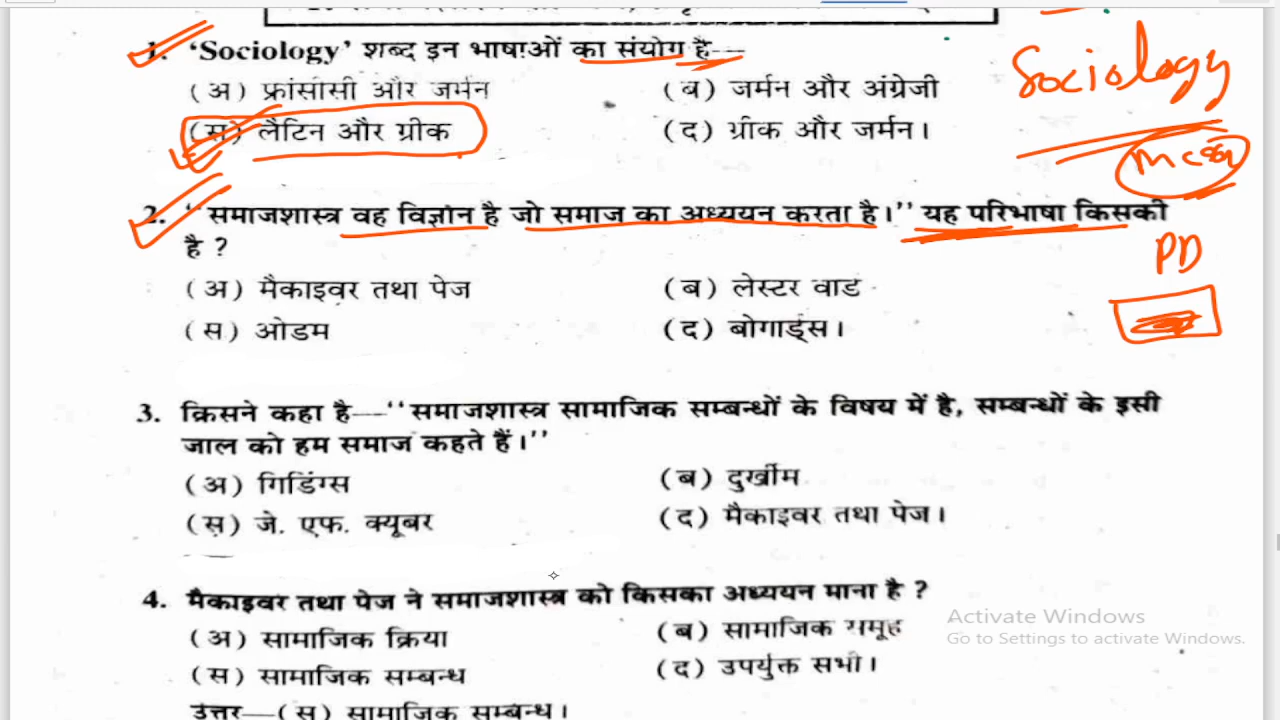 1. 'Sociology' शब्द इन भाषाओं का संयोग है—
(अ) फ्रांसीसी और जर्मन
(ब) जर्मन और अंग्रेजी
(स) लैटिन और ग्रीक
(द) ग्रीक और जर्मन।
Sociology
mcq
2. "समाजशास्त्र वह विज्ञान है जो समाज का अध्ययन करता है।" यह परिभाषा किसकी
है ?
PD
(अ) मैकाइवर तथा पेज
(ब) लेस्टर वार्ड
(स) ओडम
(द) बोगार्ड्स।
3. किसने कहा है—"समाजशास्त्र सामाजिक सम्बन्धों के विषय में है, सम्बन्धों के इसी
जाल को हम समाज कहते हैं।"
(अ) गिडिंग्स
(ब) दुर्खीम
(स) जे. एफ. क्यूबर
(द) मैकाइवर तथा पेज।
4. मैकाइवर तथा पेज ने समाजशास्त्र को किसका अध्ययन माना है ?
(अ) सामाजिक क्रिया
(ब) सामाजिक समूह
(स) सामाजिक सम्बन्ध
(द) उपर्युक्त सभी।
उत्तर—(स) सामाजिक सम्बन्ध।
Activate Windows
Go to Settings to activate Windows.